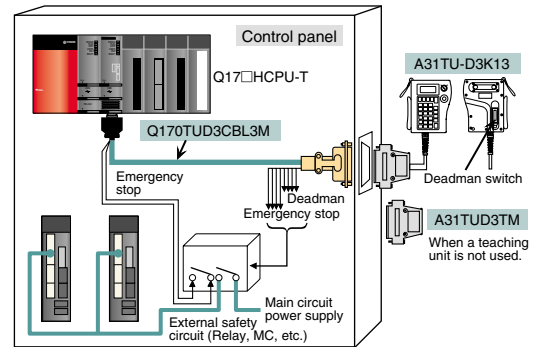 Control panel
Q17□HCPU-T
A31TU-D3K13
Q170TUD3CBL3M
Deadman switch
Emergency
stop
Deadman
Emergency stop
A31TUD3TM
When a teaching
unit is not used.
Main circuit
power supply
External safety
circuit (Relay, MC, etc.)